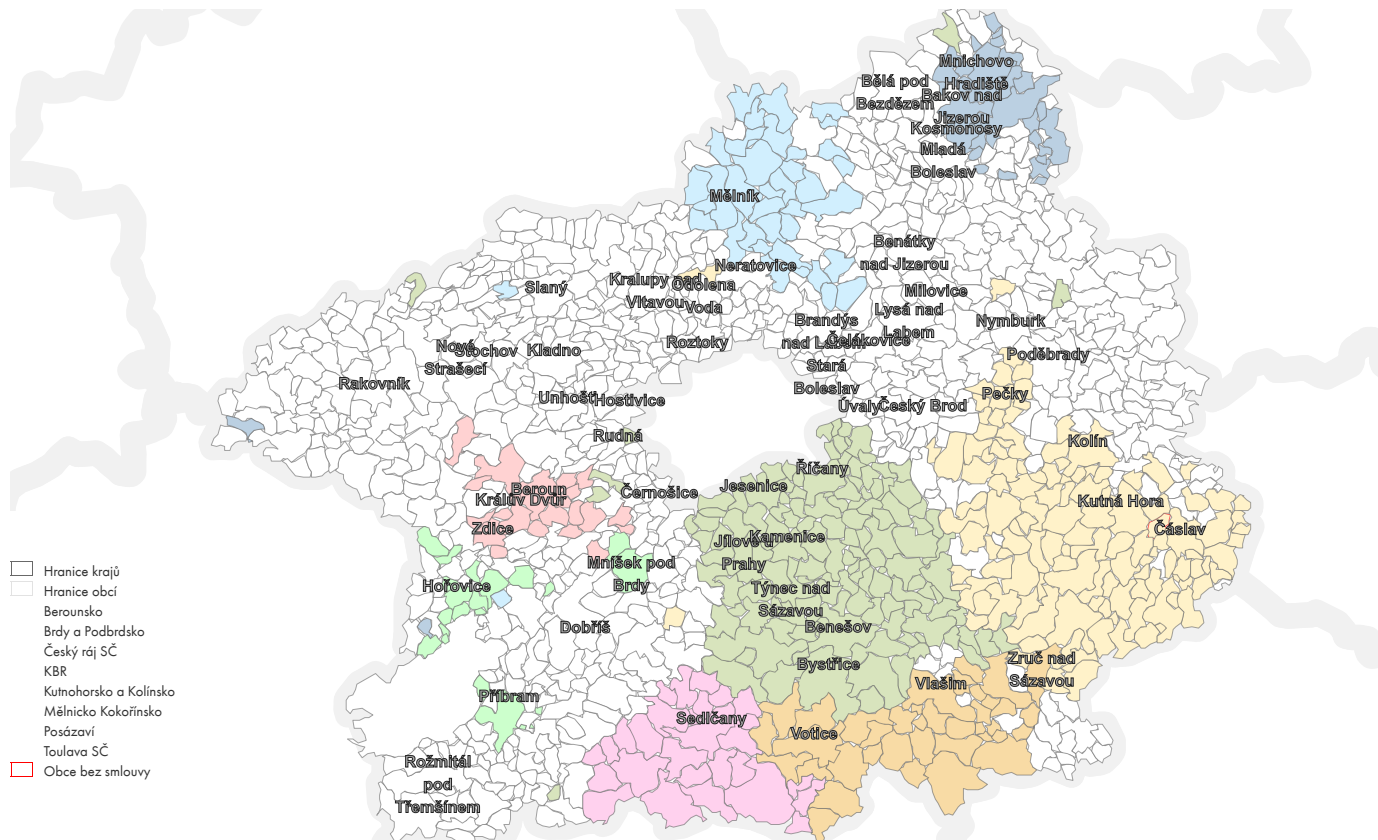 Mnichovo
Hradiště
Bělá pod
Bezdězem
Bakov nad
Jizerou
Kosmonosy
Mladá
Boleslav
Mělník
Benátky
nad Jizerou
Neratovice
Kralupy nad
Vltavou
Odolena
Voda
Slaný
Milovice
Lysá nad
Labem
Nymburk
Brandýs
nad Labem
Čelákovice
Stará
Boleslav
Roztoky
Nové
Strašecí
Stochov
Kladno
Poděbrady
Rakovník
Pečky
Unhošť
Hostivice
Úvaly
Český Brod
Rudná
Kolín
Říčany
Jesenice
Černošice
Beroun
Králův Dvůr
Kutná Hora
Zdice
Čáslav
Jílové u
Prahy
Kamenice
Mníšek pod
Brdy
Hořovice
Týnec nad
Sázavou
Dobříš
Benešov
Bystřice
Zruč nad
Sázavou
Vlašim
Příbram
Sedlčany
Votice
Rožmitál
pod
Třemšínem
Hranice krajů
Hranice obcí
Berounsko
Brdy a Podbrdsko
Český ráj SČ
KBR
Kutnohorsko a Kolínsko
Mělnicko Kokořínsko
Posázaví
Toulava SČ
Obce bez smlouvy